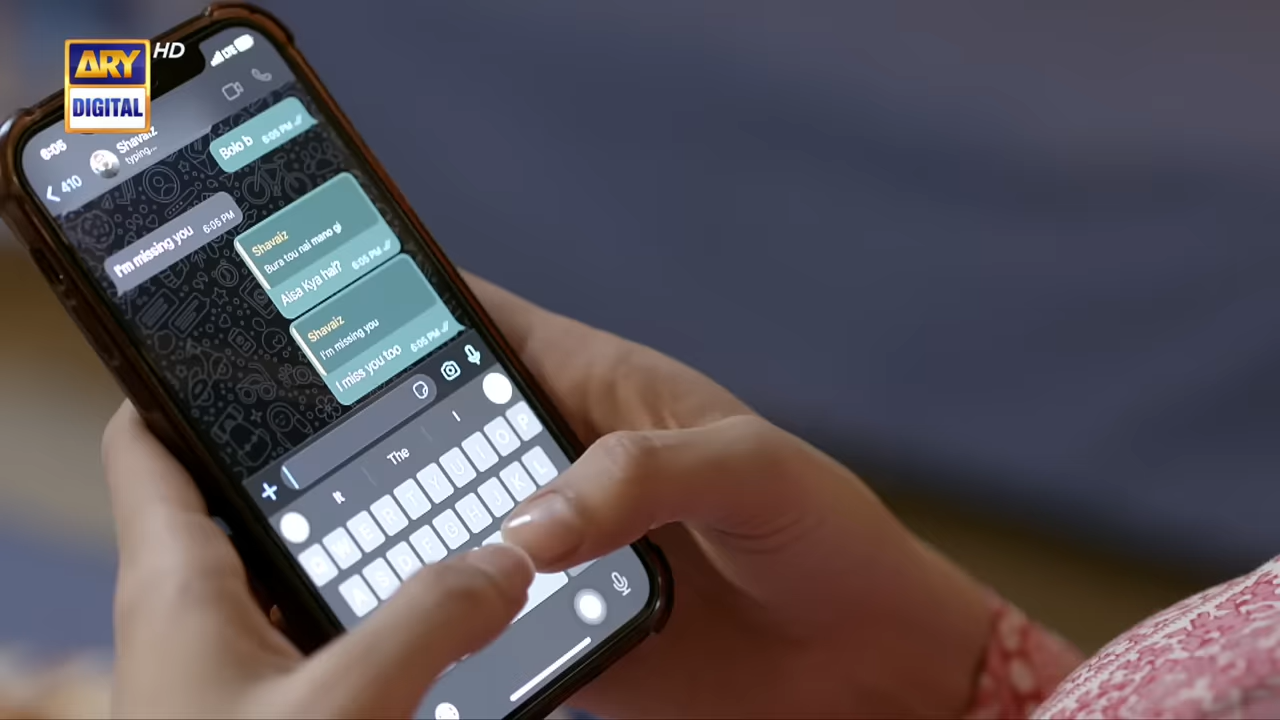 ARY
DIGITAL
HD
LTE
6:05
410
Shavaiz
typing...
Bolo b
6:05 PM
I'm missing you
6:05 PM
Shavaiz
Bura tou nai mano gi
Aisa Kya hai?
6:05 PM
Shavaiz
I'm missing you
I miss you too
6:05 PM
It
The
I
Q W E R T Y U I O P
A S D F G H J K L